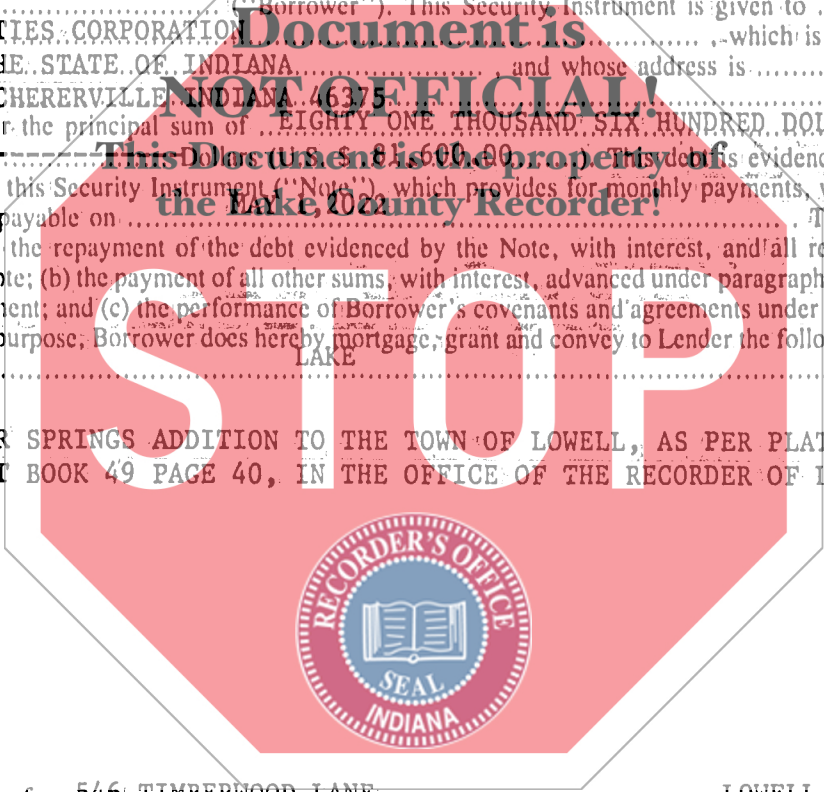 "Borrower"). This Security Instrument is given to
TIES CORPORATION which is
HE STATE OF INDIANA and whose address is
CHERERVILLE INDIANA 46375
r the principal sum of EIGHTY ONE THOUSAND SIX HUNDRED DOL
Dollars (U.S. $ 81,600.00 ). This debt is evidenc
this Security Instrument ("Note"), which provides for monthly payments,
payable on MAY 1, 2022
the repayment of the debt evidenced by the Note, with interest, and all re
ote; (b) the payment of all other sums, with interest, advanced under paragraph
ment; and (c) the performance of Borrower's covenants and agreements under
purpose, Borrower does hereby mortgage, grant and convey to Lender the follo
LAKE
R SPRINGS ADDITION TO THE TOWN OF LOWELL, AS PER PLAT
T BOOK 49 PAGE 40, IN THE OFFICE OF THE RECORDER OF L
546 TIMBERWOOD LANE LOWELL
Document is
NOT OFFICIAL!
This Document is the property of
the Lake County Recorder!
STOP
RECORDER'S OFFICE
SEAL
INDIANA